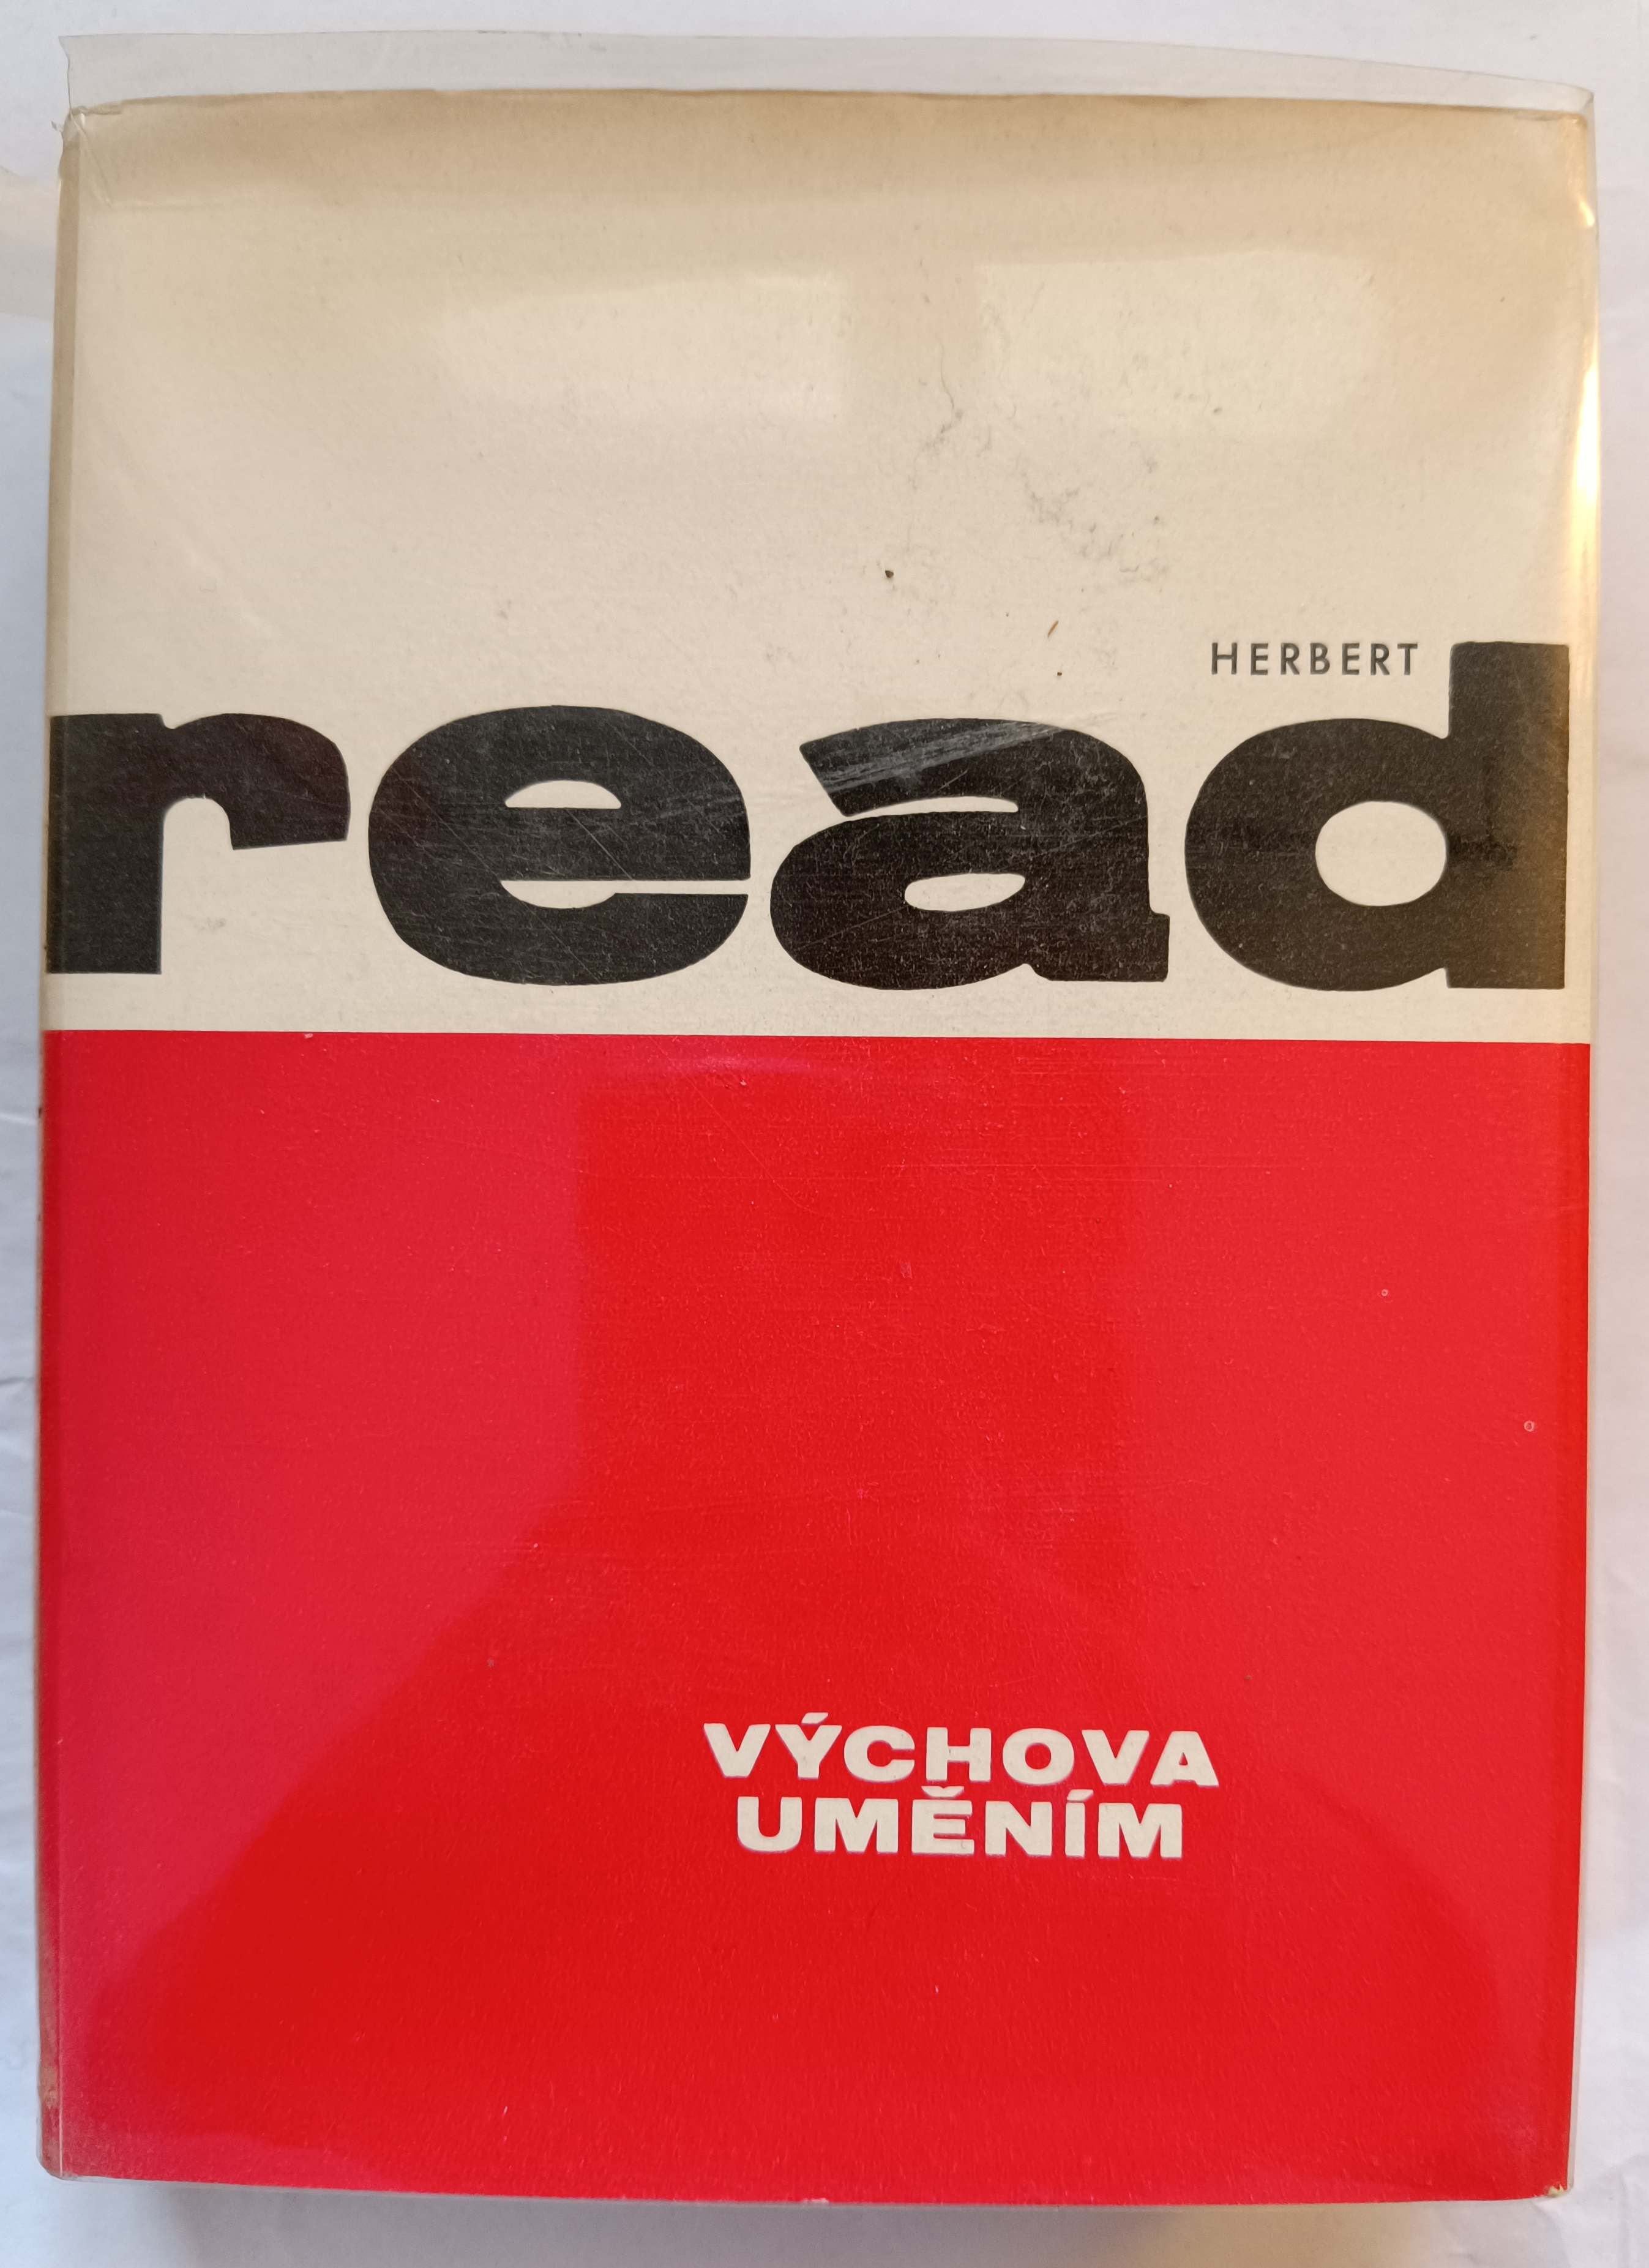 HERBERT
read
VÝCHOVA
UMĚNÍM